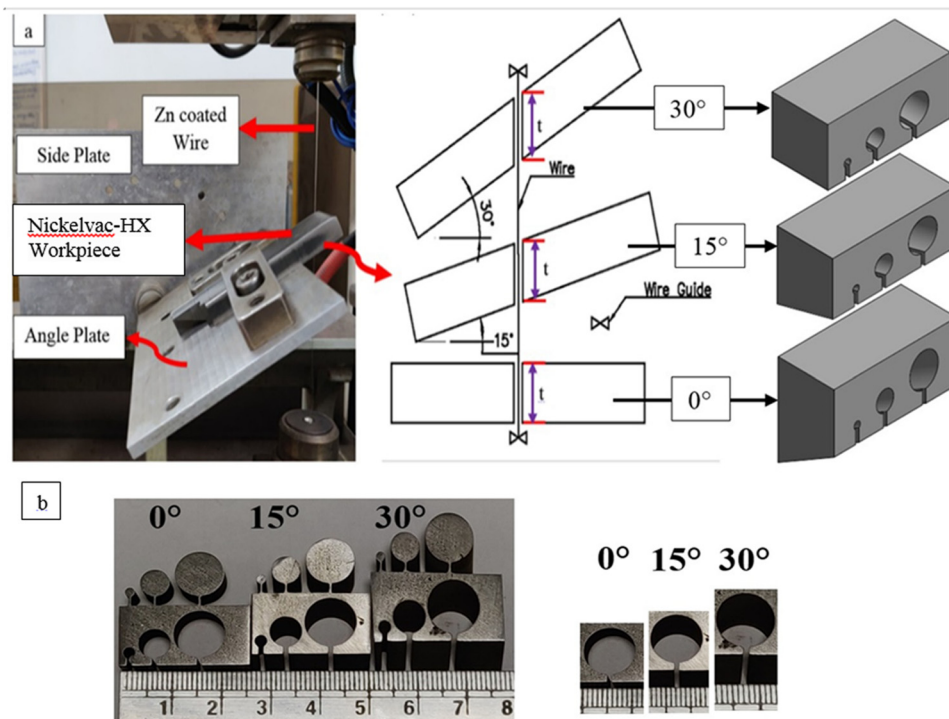 a
Zn coated
Wire
Side Plate
Nickelvac-HX
Workpiece
Angle Plate
30°
15°
t
t
t
Wire
Wire Guide
30°
15°
0°
b
0° 15° 30°
1 2 3 4 5 6 7 8
0° 15° 30°